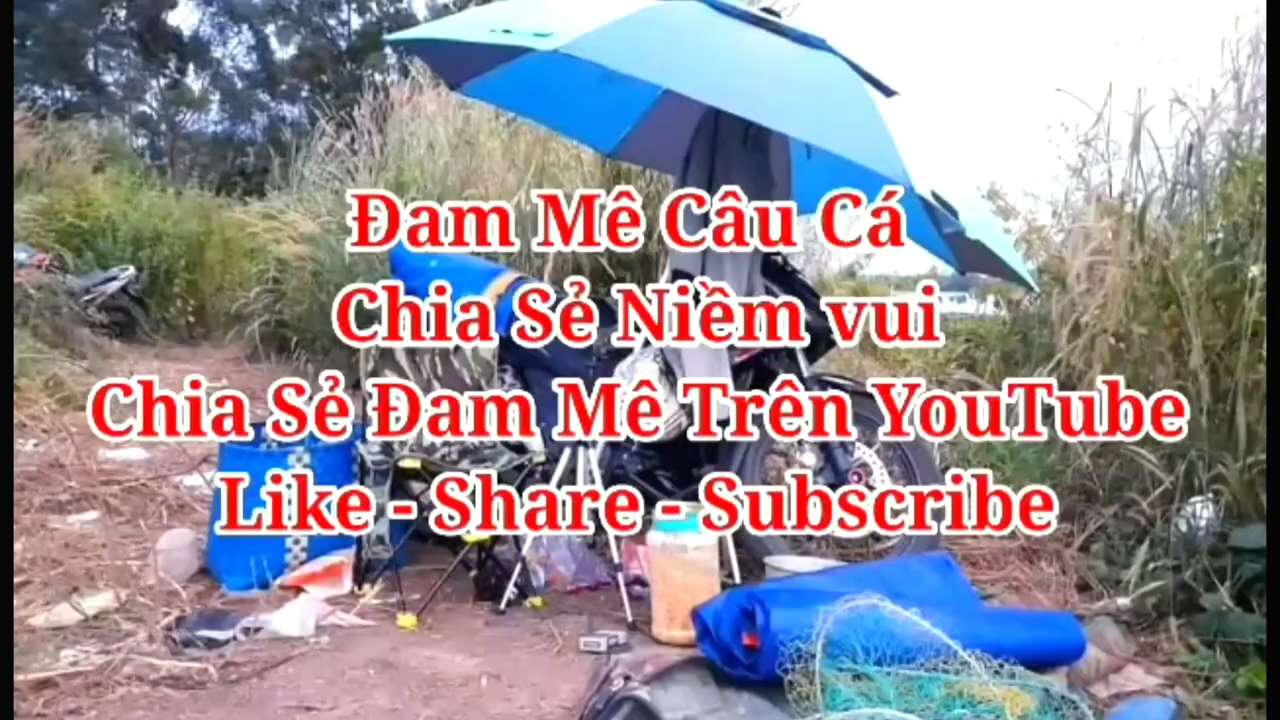 Đam Mê Câu Cá
Chia Sẻ Niềm vui
Chia Sẻ Đam Mê Trên YouTube
Like - Share - Subscribe